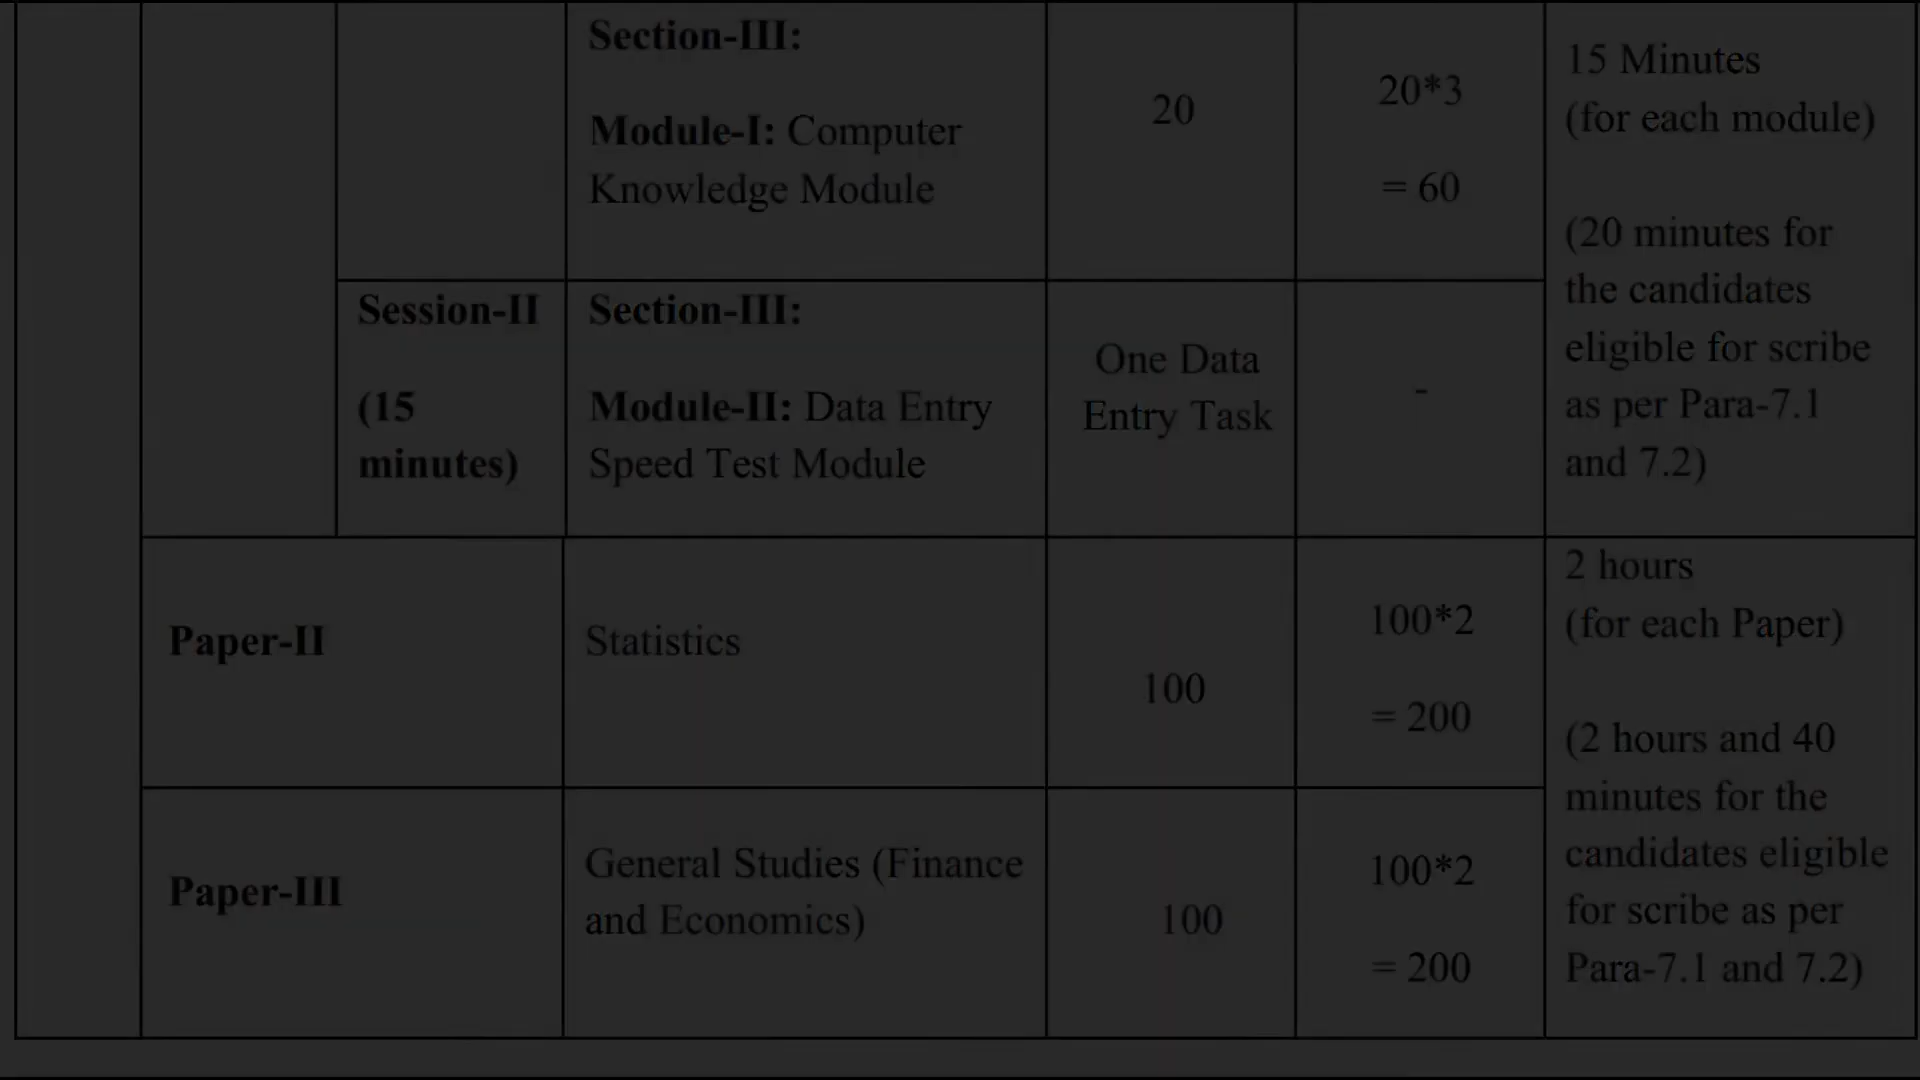 Section-III:
Module-I: Computer
Knowledge Module
20
20*3
= 60
15 Minutes
(for each module)
(20 minutes for
the candidates
eligible for scribe
as per Para-7.1
and 7.2)
Session-II
(15
minutes)
Section-III:
Module-II: Data Entry
Speed Test Module
One Data
Entry Task
-
Paper-II
Statistics
100
100*2
= 200
2 hours
(for each Paper)
(2 hours and 40
minutes for the
candidates eligible
for scribe as per
Para-7.1 and 7.2)
Paper-III
General Studies (Finance
and Economics)
100
100*2
= 200